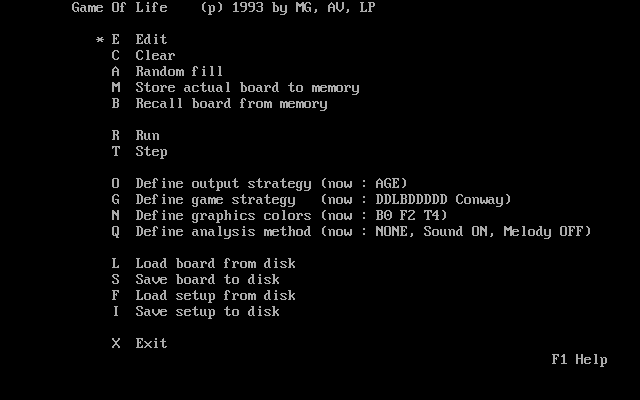 Game Of Life    (p) 1993 by MG, AV, LP
* E  Edit
C  Clear
A  Random fill
M  Store actual board to memory
B  Recall board from memory
R  Run
T  Step
O  Define output strategy (now : AGE)
G  Define game strategy   (now : DDLBDDDDD Conway)
N  Define graphics colors (now : B0 F2 T4)
Q  Define analysis method (now : NONE, Sound ON, Melody OFF)
L  Load board from disk
S  Save board to disk
F  Load setup from disk
I  Save setup to disk
X  Exit
F1 Help